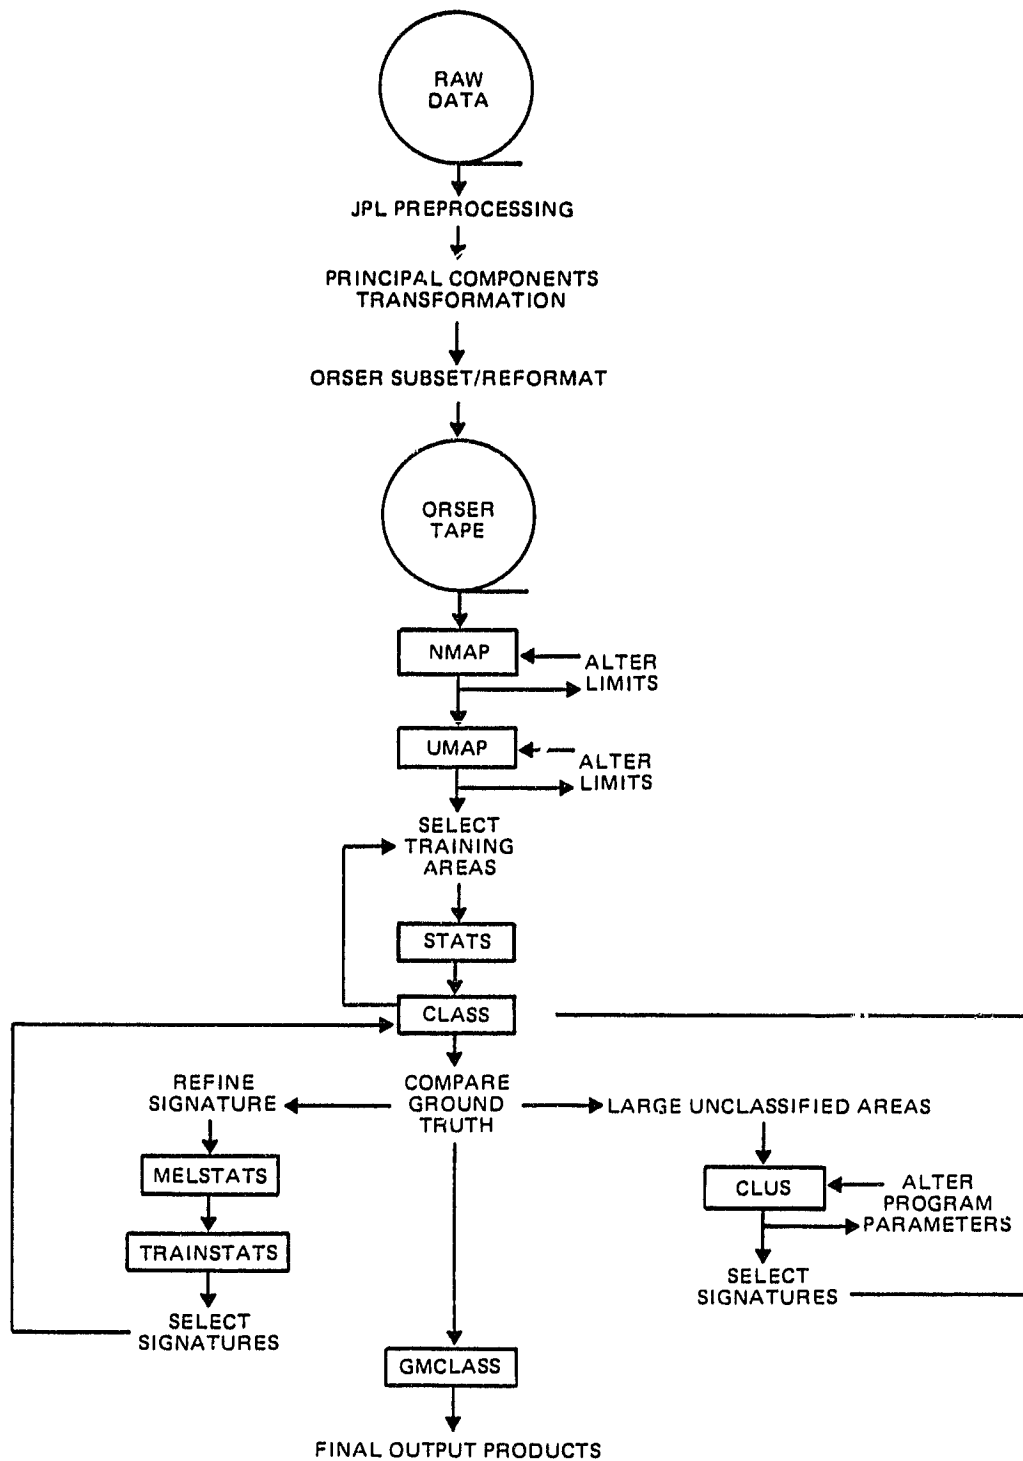 RAW
DATA
JPL PREPROCESSING
PRINCIPAL COMPONENTS
TRANSFORMATION
ORSER SUBSET/REFORMAT
ORSER
TAPE
NMAP
ALTER
LIMITS
UMAP
ALTER
LIMITS
SELECT
TRAINING
AREAS
STATS
CLASS
REFINE
SIGNATURE
COMPARE
GROUND
TRUTH
LARGE UNCLASSIFIED AREAS
MELSTATS
TRAINSTATS
SELECT
SIGNATURES
CLUS
ALTER
PROGRAM
PARAMETERS
SELECT
SIGNATURES
GMCLASS
FINAL OUTPUT PRODUCTS